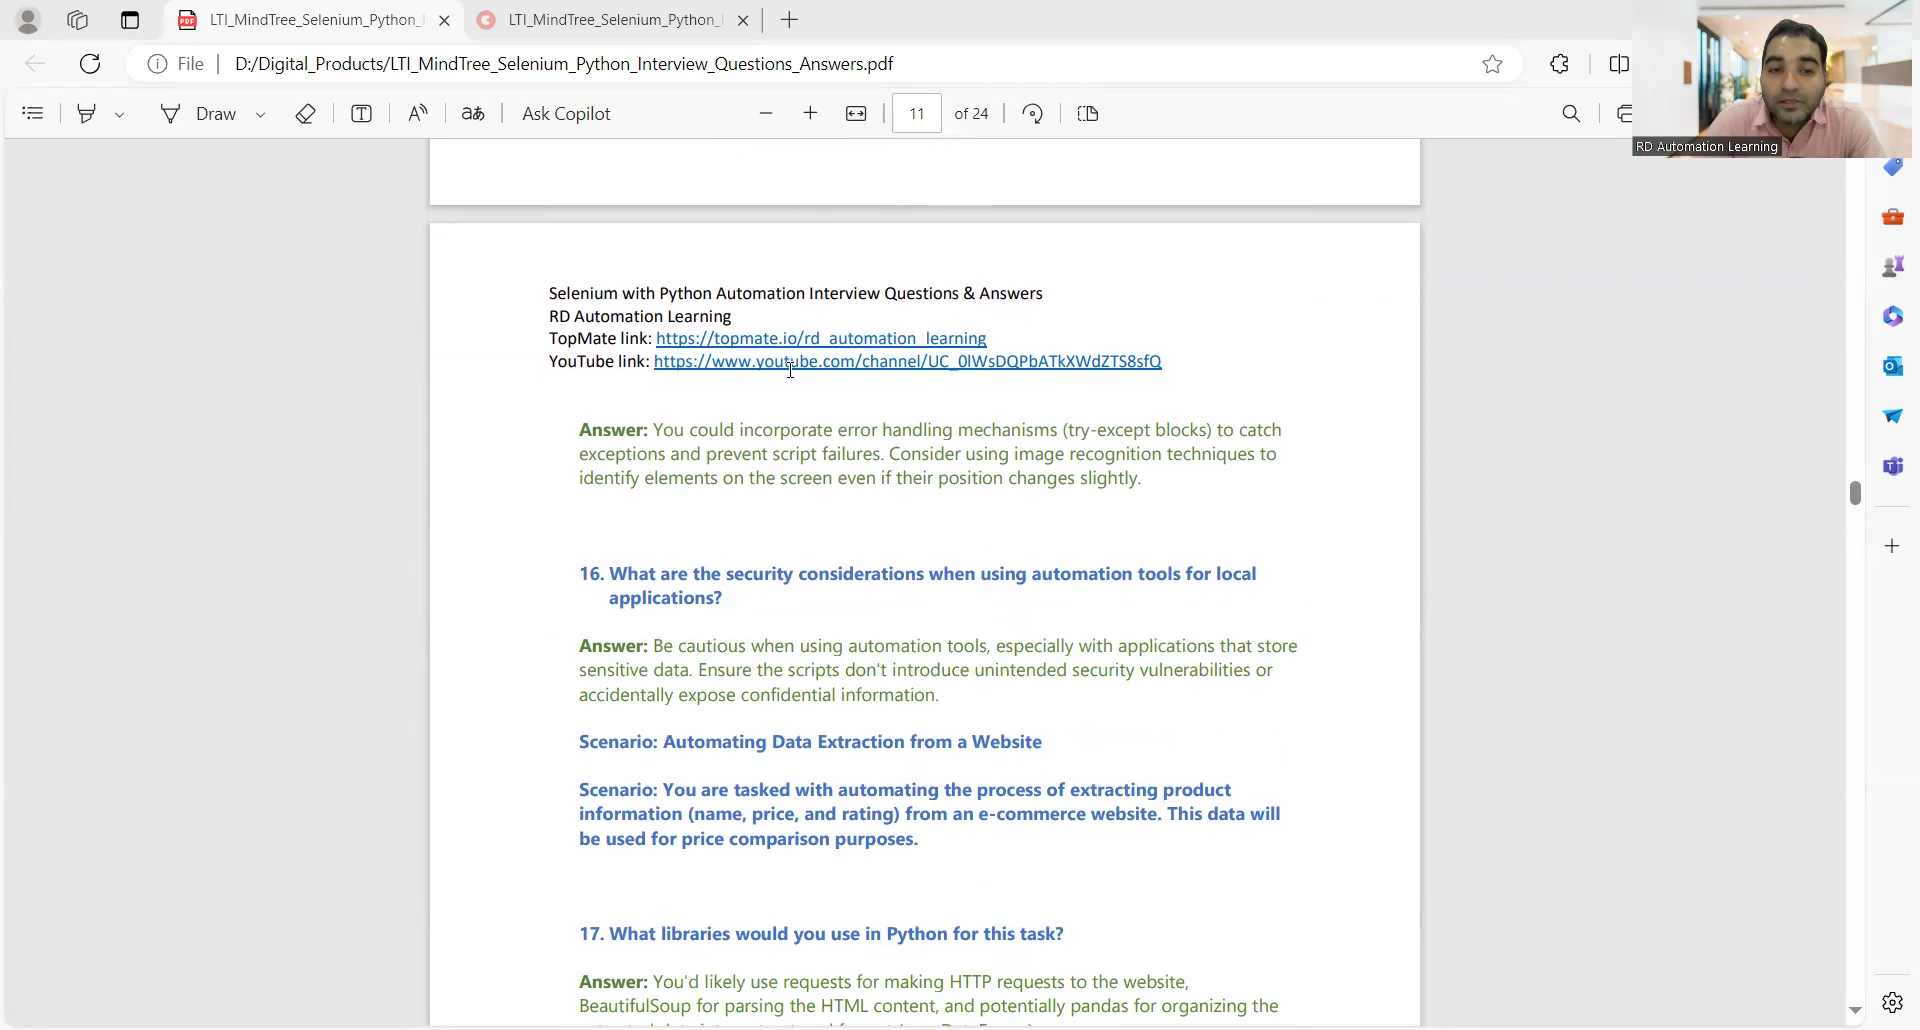 LTI_MindTree_Selenium_Python_
LTI_MindTree_Selenium_Python_
File
D:/Digital_Products/LTI_MindTree_Selenium_Python_Interview_Questions_Answers.pdf
Draw
aあ
Ask Copilot
11 of 24
RD Automation Learning
Selenium with Python Automation Interview Questions & Answers
RD Automation Learning
TopMate link: https://topmate.io/rd_automation_learning
YouTube link: https://www.youtube.com/channel/UC_0lWsDQPbATkXWdZTS8sfQ
Answer: You could incorporate error handling mechanisms (try-except blocks) to catch
exceptions and prevent script failures. Consider using image recognition techniques to
identify elements on the screen even if their position changes slightly.
16. What are the security considerations when using automation tools for local
applications?
Answer: Be cautious when using automation tools, especially with applications that store
sensitive data. Ensure the scripts don't introduce unintended security vulnerabilities or
accidentally expose confidential information.
Scenario: Automating Data Extraction from a Website
Scenario: You are tasked with automating the process of extracting product
information (name, price, and rating) from an e-commerce website. This data will
be used for price comparison purposes.
17. What libraries would you use in Python for this task?
Answer: You'd likely use requests for making HTTP requests to the website,
BeautifulSoup for parsing the HTML content, and potentially pandas for organizing the